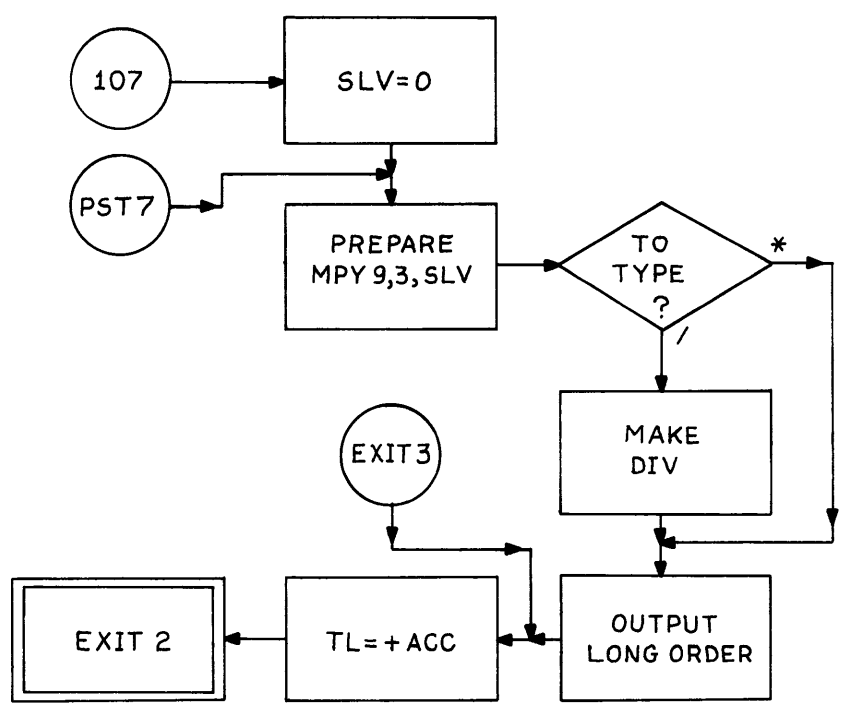 107
SLV=0
PST7
PREPARE
MPY 9,3,SLV
TO
TYPE
?
*
/
MAKE
DIV
EXIT3
EXIT 2
TL=+ACC
OUTPUT
LONG ORDER